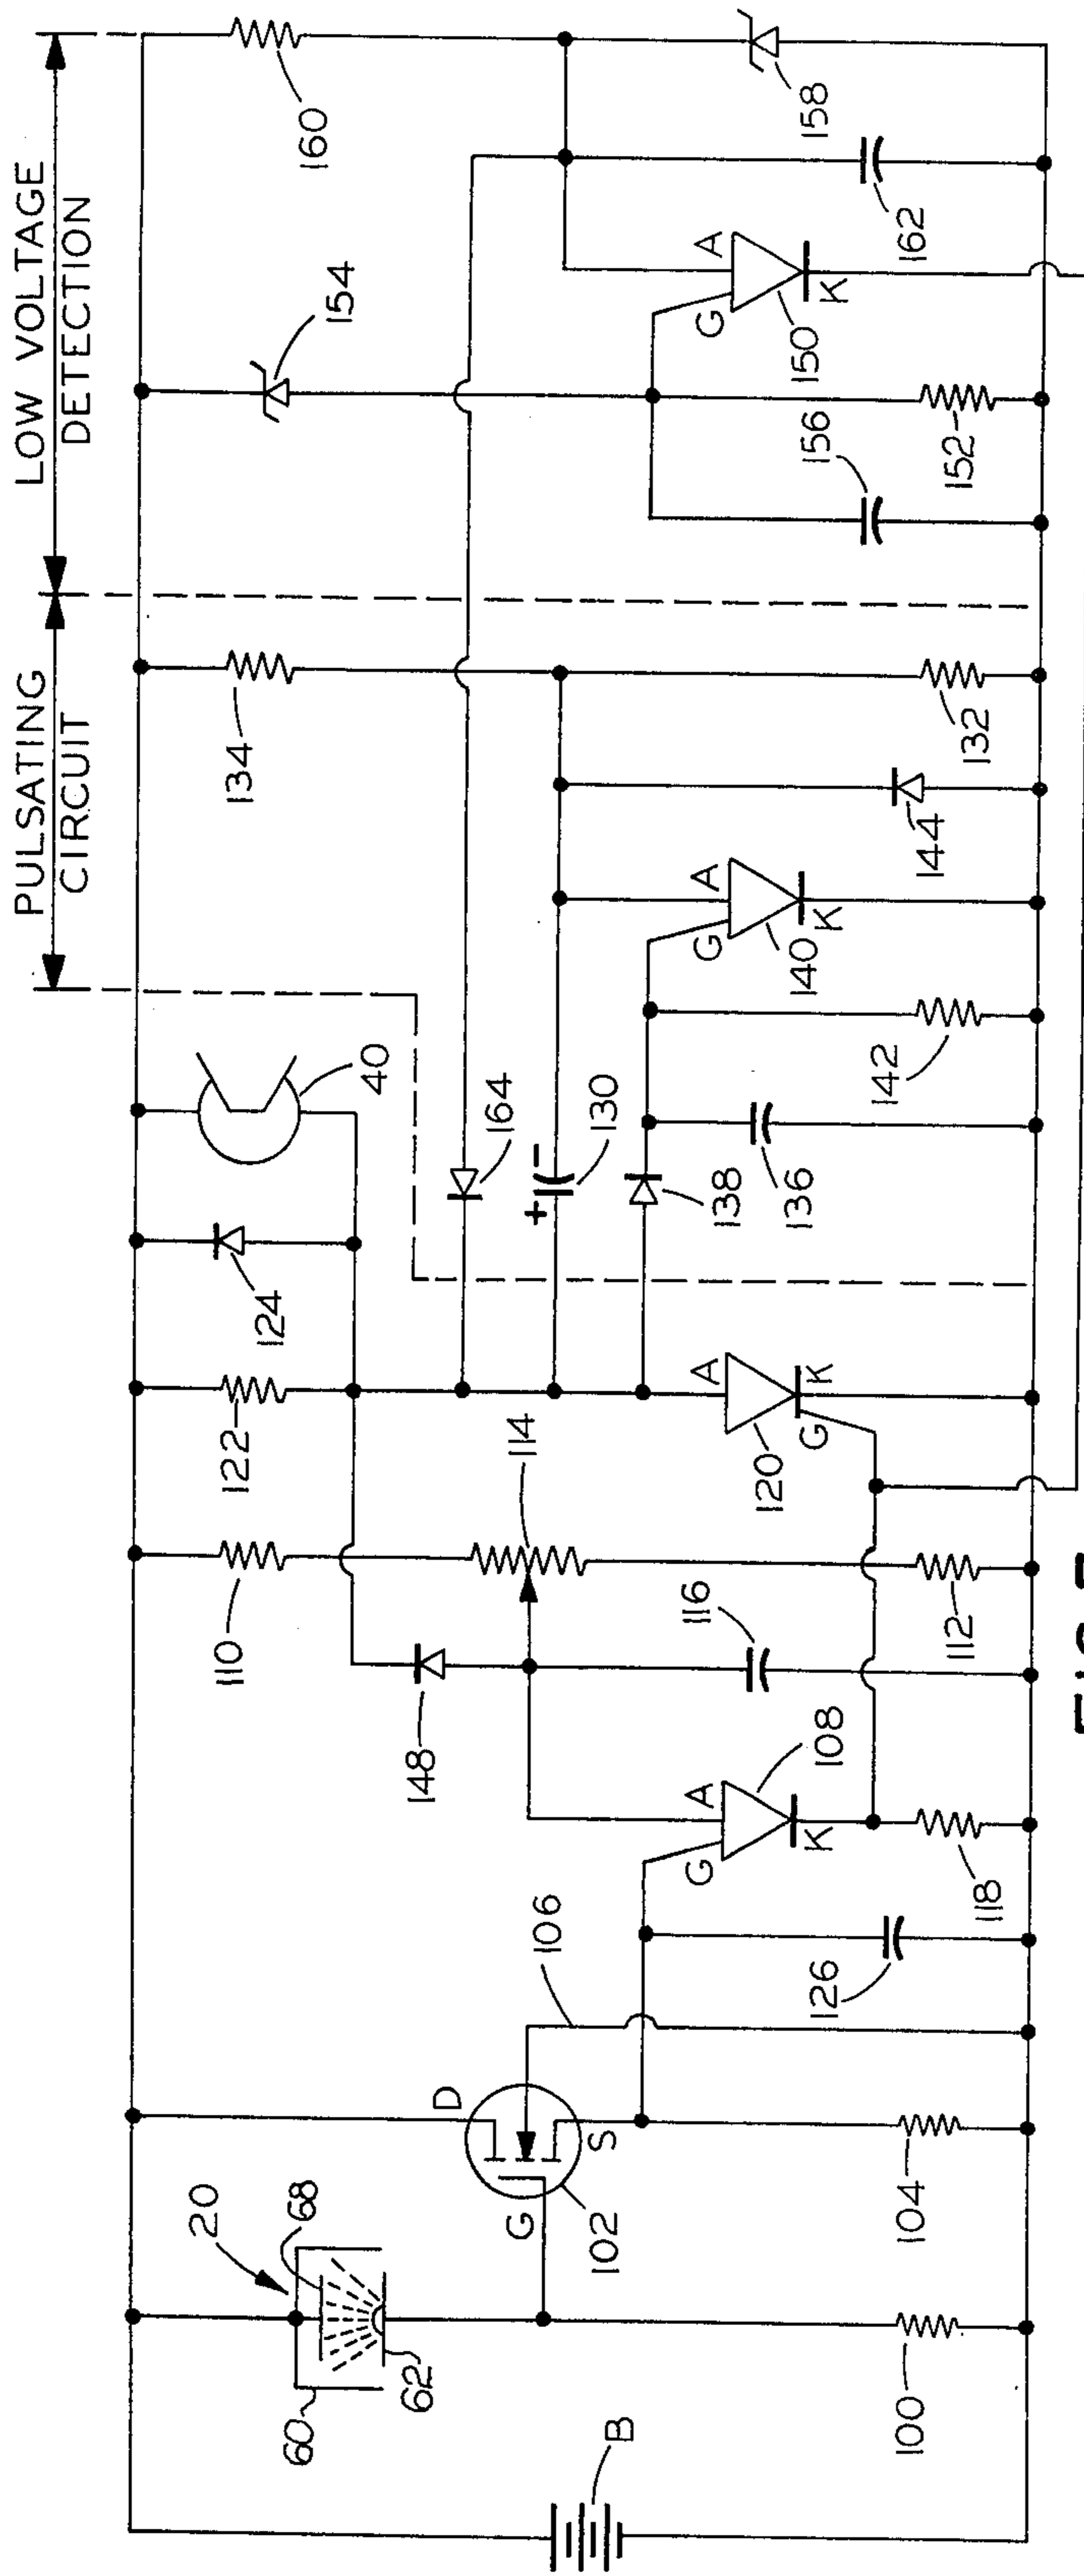 PULSATING
CIRCUIT
LOW VOLTAGE
DETECTION
160
134
154
40
122
124
110
114
20
68
60
62
D
G
S
102
106
148
116
164
+
-
130
138
136
G
A
K
140
142
144
132
G
A
K
150
156
152
158
162
G
A
K
108
A
K
G
120
112
118
126
104
100
B